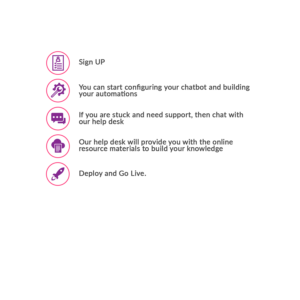 Sign UP
You can start configuring your chatbot and building
your automations
If you are stuck and need support, then chat with
our help desk
Our help desk will provide you with the online
resource materials to build your knowledge
Deploy and Go Live.